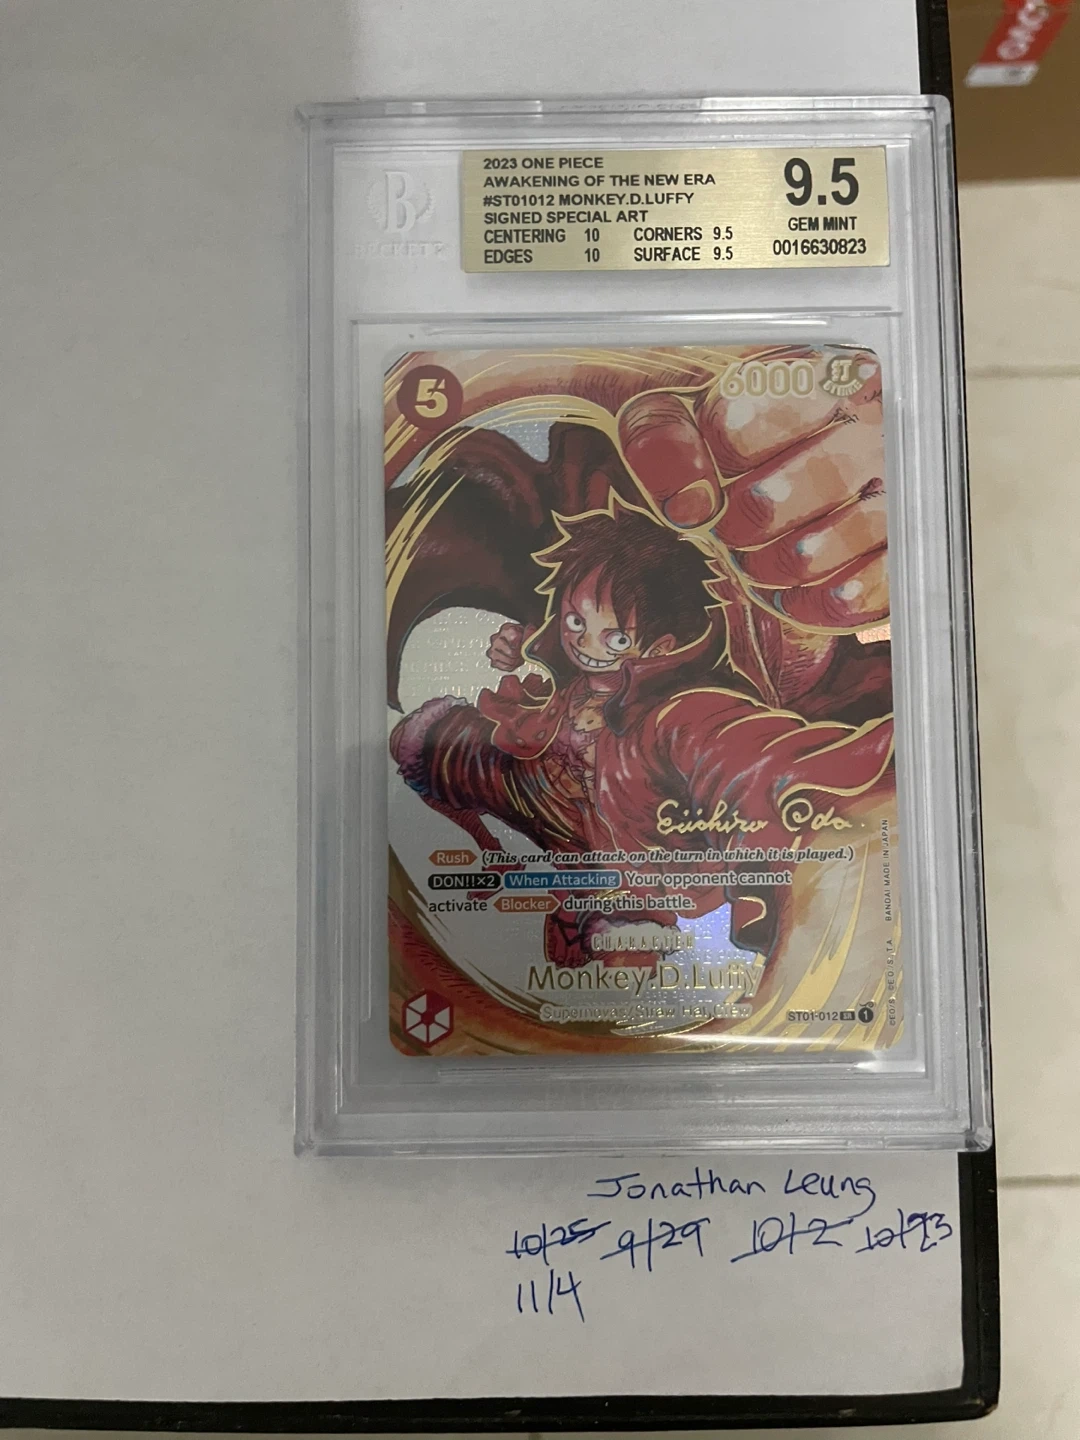 2023 ONE PIECE
AWAKENING OF THE NEW ERA
#ST01012 MONKEY.D.LUFFY
SIGNED SPECIAL ART
CENTERING 10 CORNERS 9.5
EDGES 10 SURFACE 9.5
9.5
GEM MINT
0016630823
B
BECKETT
5
6000
Eiichiro Oda
Rush (This card can attack on the turn in which it is played.)
DON!!×2 When Attacking Your opponent cannot
activate Blocker during this battle.
CHARACTER
Monkey.D.Luffy
Supernovas/Straw Hat Crew
ST01-012 SR 1
©E.O./S. ©E.O./S.,T.A. BANDAI MADE IN JAPAN
Jonathan Leung
10/25 9/29 10/2
11/4